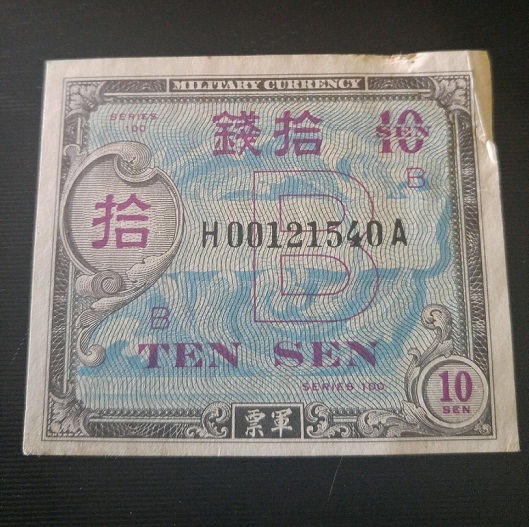 MILITARY CURRENCY
SERIES
100
錢拾
10
SEN
B
拾
H00121540A
B
B
TEN SEN
SERIES 100
10
SEN
票軍